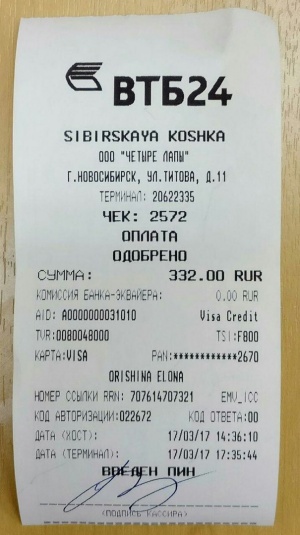 ВТБ24
SIBIRSKAYA KOSHKA
ООО "ЧЕТЫРЕ ЛАПЫ"
Г.НОВОСИБИРСК, УЛ.ТИТОВА, Д.11
ТЕРМИНАЛ: 20622335
ЧЕК: 2572
ОПЛАТА
ОДОБРЕНО
СУММА: 332.00 RUR
КОМИССИЯ БАНКА-ЭКВАЙЕРА: 0.00 RUR
AID: A0000000031010 Visa Credit
TVR:0080048000 TSI:F800
КАРТА:VISA PAN:************2670
ORISHINA ELONA
НОМЕР ССЫЛКИ RRN: 707614707321 EMV_ICC
КОД АВТОРИЗАЦИИ:022672 КОД ОТВЕТА:00
ДАТА (ХОСТ): 17/03/17 14:36:10
ДАТА (ТЕРМИНАЛ): 17/03/17 17:35:44
ВВЕДЕН ПИН
(ПОДПИСЬ КАССИРА)